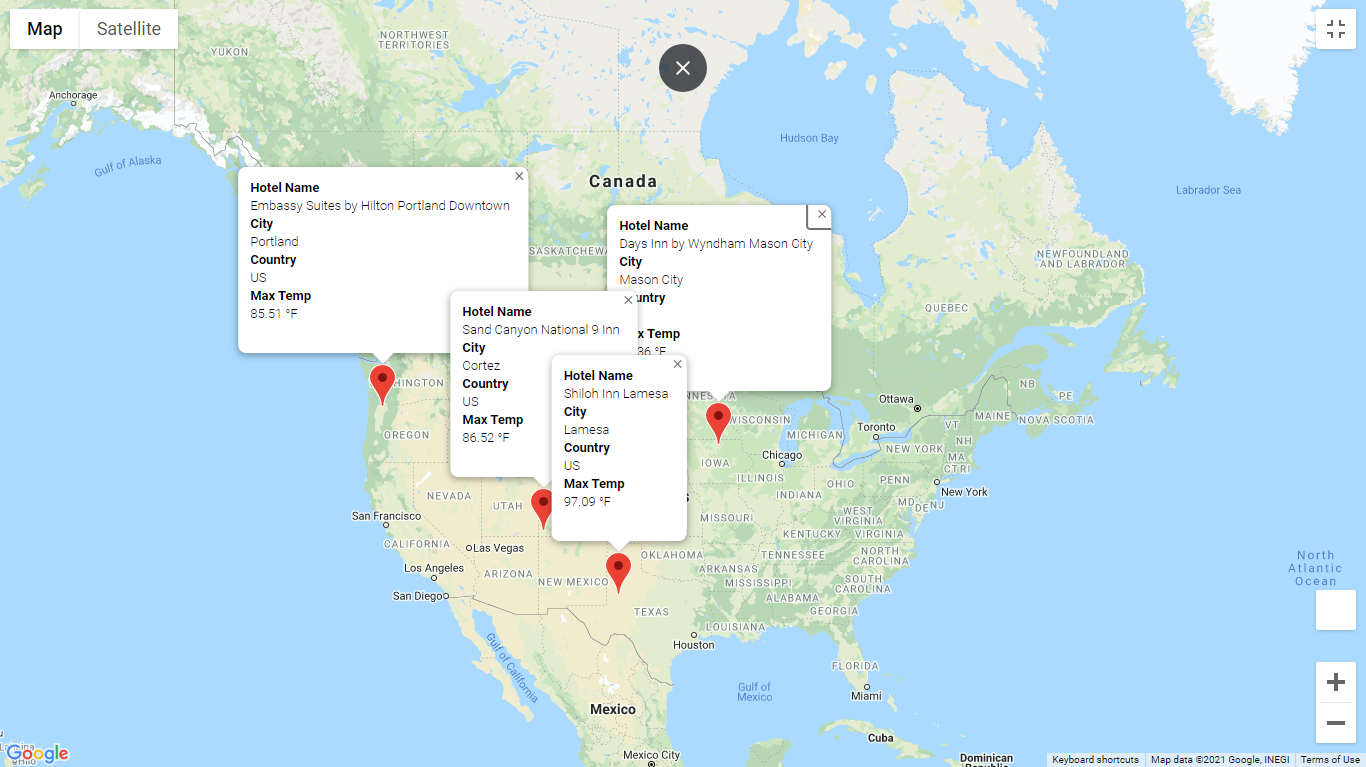 Map
Satellite
NORTHWEST
TERRITORIES
YUKON
Anchorage
Gulf of Alaska
Hudson Bay
Canada
Labrador Sea
Hotel Name
Embassy Suites by Hilton Portland Downtown
City
Portland
Country
US
Max Temp
85.51 °F
Hotel Name
Days Inn by Wyndham Mason City
City
Mason City
untry
x Temp
36 °F
SASKATCHEWA
NEWFOUNDLAND
AND LABRADOR
QUEBEC
Hotel Name
Sand Canyon National 9 Inn
City
Cortez
Country
US
Max Temp
86.52 °F
Hotel Name
Shiloh Inn Lamesa
City
Lamesa
Country
US
Max Temp
97.09 °F
HINGTON
OREGON
NNESOTA
WISCONSIN
MICHIGAN
Ottawa
Toronto
NB
PE
MAINE
NOVA SCOTIA
VT
NH
NEW YORK
MA
CT
RI
IOWA
Chicago
ILLINOIS
INDIANA
OHIO
PENN
New York
MD
DE
NJ
NEVADA
UTAH
San Francisco
CALIFORNIA
Las Vegas
Los Angeles
San Diego
ARIZONA
NEW MEXICO
s
MISSOURI
WEST
VIRGINIA
KENTUCKY
VIRGINIA
OKLAHOMA
TENNESSEE
NORTH
CAROLINA
ARKANSAS
MISSISSIPPI
SOUTH
CAROLINA
ALABAMA
GEORGIA
TEXAS
LOUISIANA
Houston
FLORIDA
Miami
Gulf of
Mexico
Gulf of California
Mexico
Mexico City
Cuba
Dominican
Republic
North
Atlantic
Ocean
Google
Hilo
Keyboard shortcuts
Map data ©2021 Google, INEGI
Terms of Use